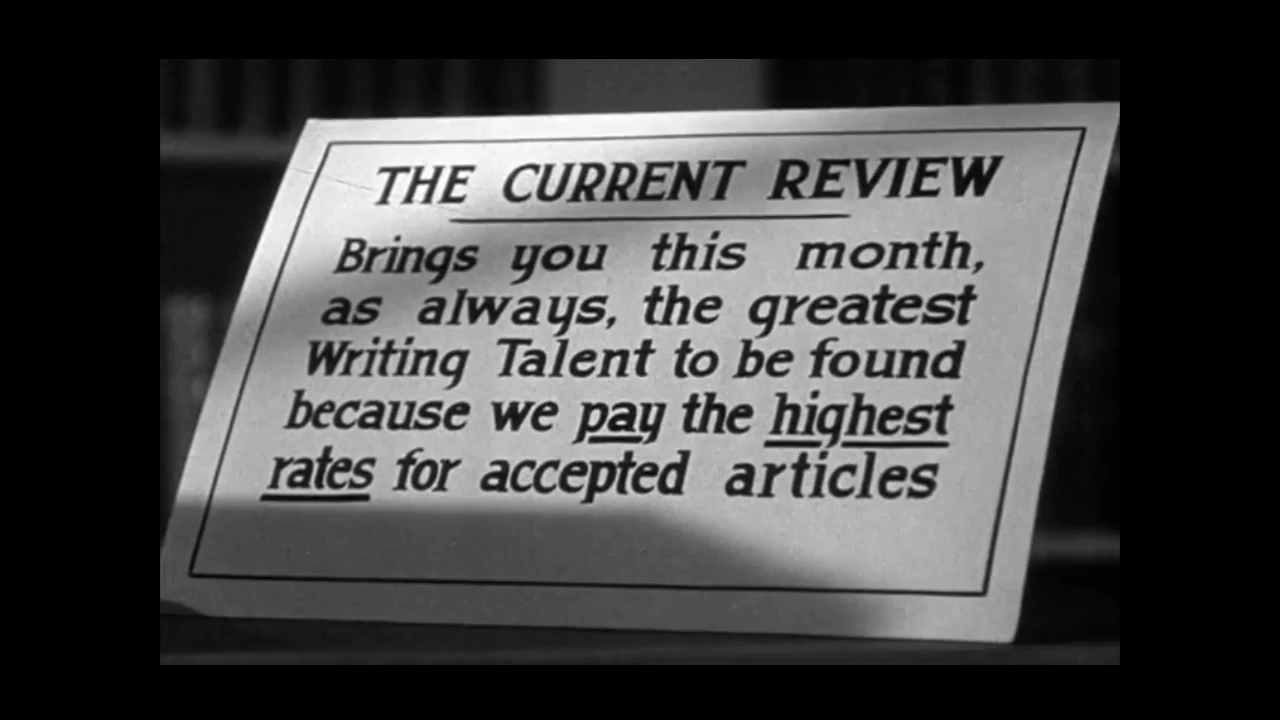 THE CURRENT REVIEW
Brings you this month,
as always, the greatest
Writing Talent to be found
because we pay the highest
rates for accepted articles